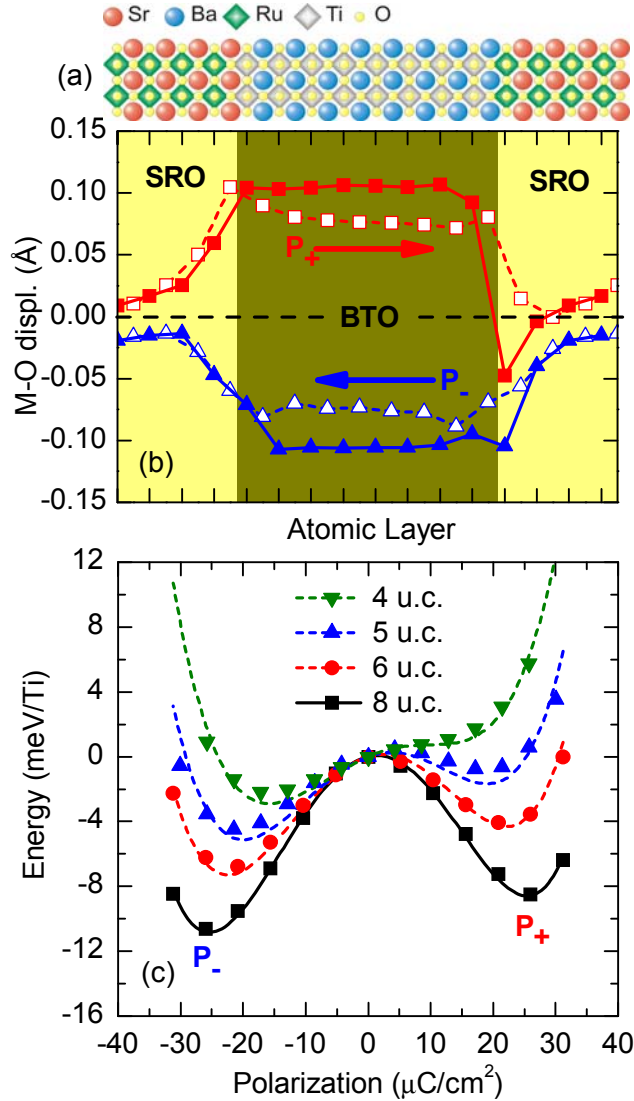 Sr Ba Ru Ti O
(a)
0.15
0.10
0.05
0.00
-0.05
-0.10
-0.15
M-O displ. (Å)
SRO
SRO
P+
BTO
P-
(b)
Atomic Layer
12
8
4
0
-4
-8
-12
-16
Energy (meV/Ti)
4 u.c.
5 u.c.
6 u.c.
8 u.c.
P-
P+
(c)
-40 -30 -20 -10 0 10 20 30 40
Polarization (μC/cm²)